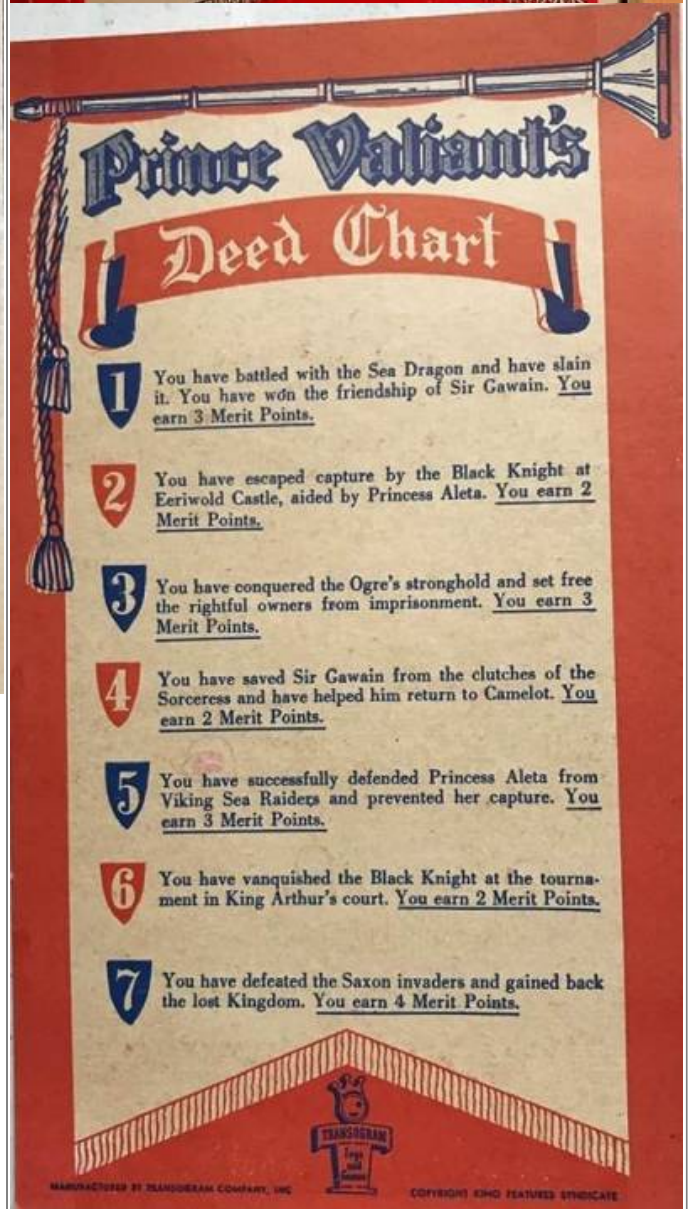 Prince Valiant's
Deed Chart
1
You have battled with the Sea Dragon and have slain
it. You have won the friendship of Sir Gawain. You
earn 3 Merit Points.
2
You have escaped capture by the Black Knight at
Eeriwold Castle, aided by Princess Aleta. You earn 2
Merit Points.
3
You have conquered the Ogre's stronghold and set free
the rightful owners from imprisonment. You earn 3
Merit Points.
4
You have saved Sir Gawain from the clutches of the
Sorceress and have helped him return to Camelot. You
earn 2 Merit Points.
5
You have successfully defended Princess Aleta from
Viking Sea Raiders and prevented her capture. You
earn 3 Merit Points.
6
You have vanquished the Black Knight at the tourna-
ment in King Arthur's court. You earn 2 Merit Points.
7
You have defeated the Saxon invaders and gained back
the lost Kingdom. You earn 4 Merit Points.
TRANSOGRAM
Toys
and
Games
MANUFACTURED BY TRANSOGRAM COMPANY, INC
COPYRIGHT KING FEATURES SYNDICATE